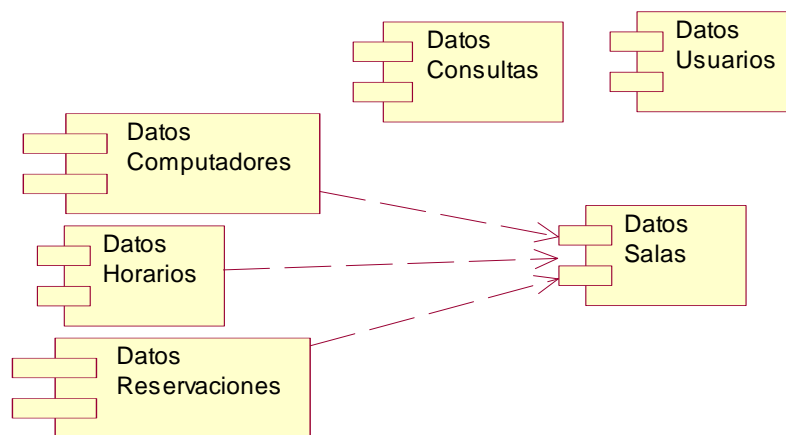 Datos
Consultas
Datos
Usuarios
Datos
Computadores
Datos
Salas
Datos
Horarios
Datos
Reservaciones